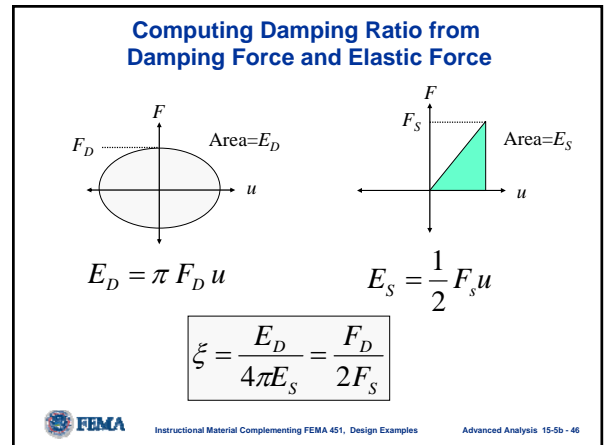 Computing Damping Ratio from
Damping Force and Elastic Force
F
F_D
Area=E_D
u
F
F_S
Area=E_S
u
E_D = π F_D u
E_S = 1/2 F_s u
ξ = E_D / 4πE_S = F_D / 2F_S
FEMA
Instructional Material Complementing FEMA 451, Design Examples
Advanced Analysis 15-5b - 46